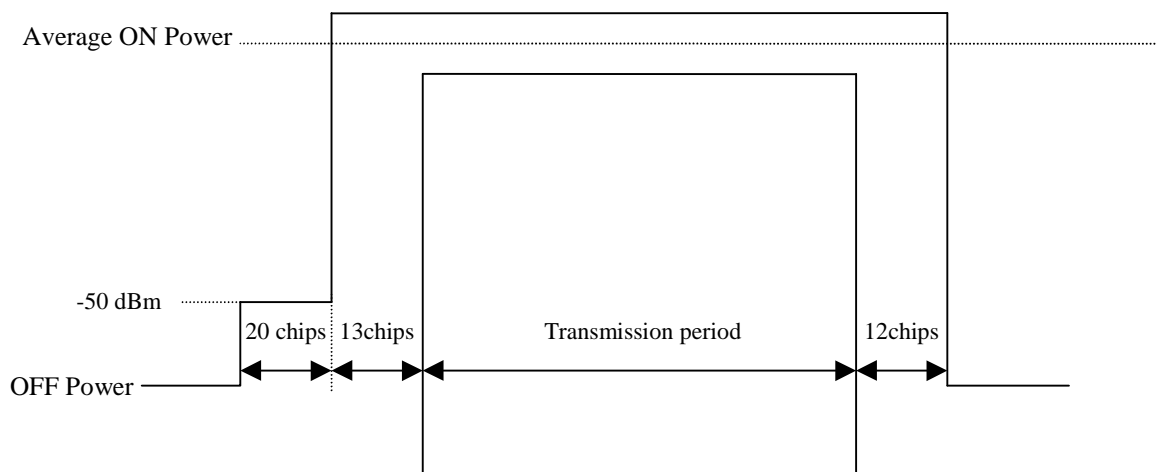 Average ON Power
-50 dBm
20 chips
13chips
Transmission period
12chips
OFF Power